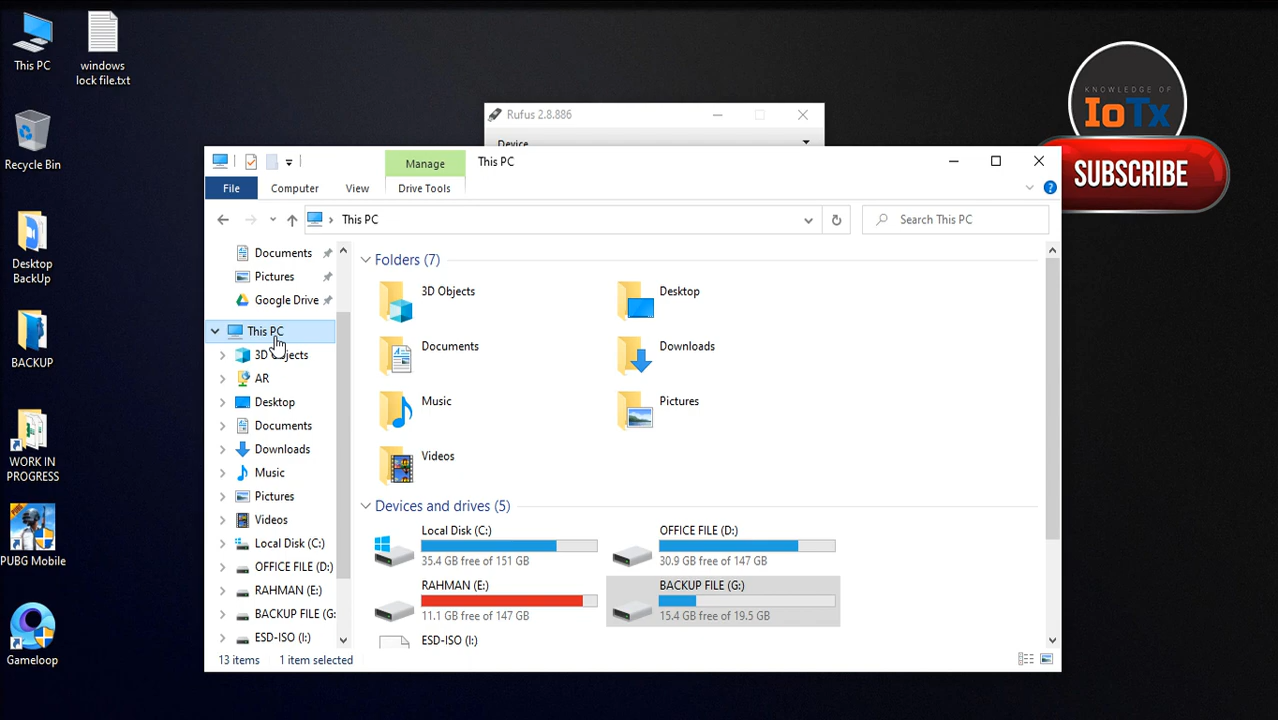 This PC
windows
lock file.txt
Recycle Bin
Desktop
BackUp
BACKUP
WORK IN
PROGRESS
PUBG Mobile
Gameloop
KNOWLEDGE OF
IoTx
SUBSCRIBE
Rufus 2.8.886
Device
Manage
This PC
File
Computer
View
Drive Tools
This PC
Search This PC
Documents
Pictures
Google Drive
This PC
3D Objects
AR
Desktop
Documents
Downloads
Music
Pictures
Videos
Local Disk (C:)
OFFICE FILE (D:)
RAHMAN (E:)
BACKUP FILE (G:
ESD-ISO (I:)
Folders (7)
3D Objects
Desktop
Documents
Downloads
Music
Pictures
Videos
Devices and drives (5)
Local Disk (C:)
35.4 GB free of 151 GB
OFFICE FILE (D:)
30.9 GB free of 147 GB
RAHMAN (E:)
11.1 GB free of 147 GB
BACKUP FILE (G:)
15.4 GB free of 19.5 GB
ESD-ISO (I:)
13 items
1 item selected